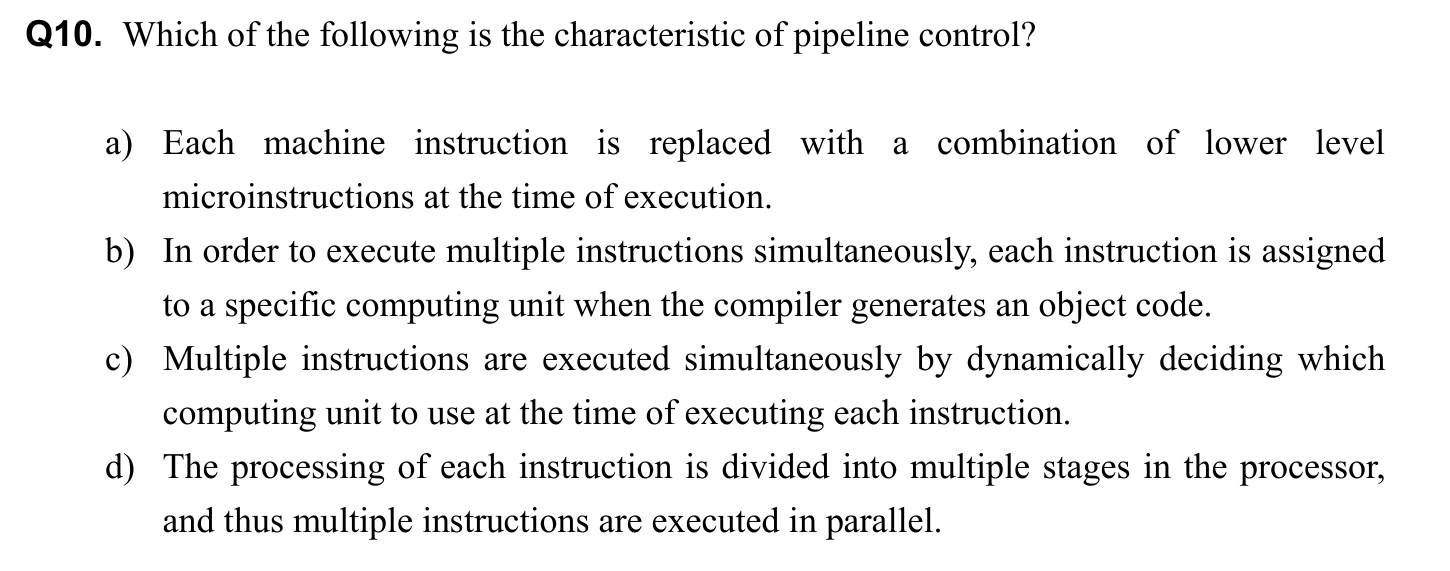 Q10. Which of the following is the characteristic of pipeline control?
a) Each machine instruction is replaced with a combination of lower level
microinstructions at the time of execution.
b) In order to execute multiple instructions simultaneously, each instruction is assigned
to a specific computing unit when the compiler generates an object code.
c) Multiple instructions are executed simultaneously by dynamically deciding which
computing unit to use at the time of executing each instruction.
d) The processing of each instruction is divided into multiple stages in the processor,
and thus multiple instructions are executed in parallel.